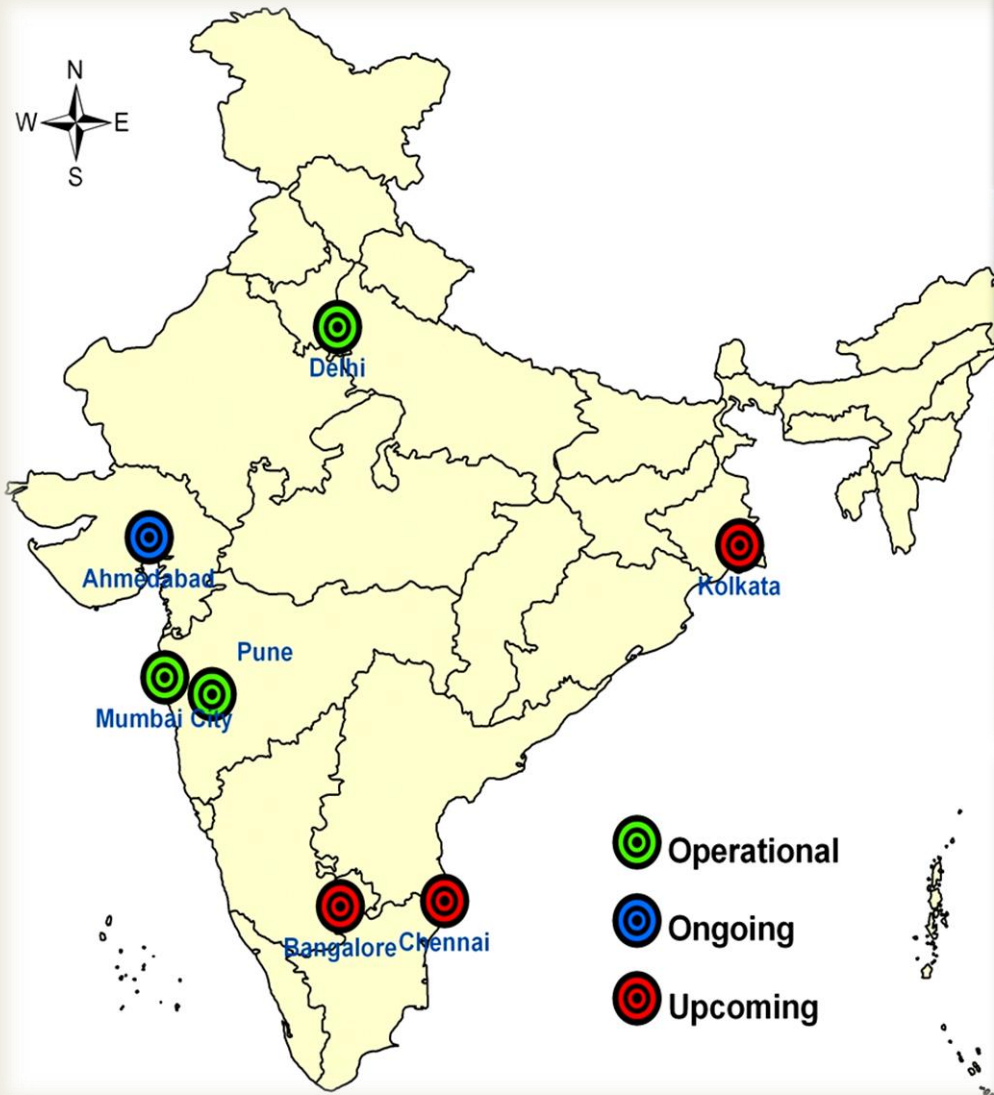 N
W E
S
Delhi
Ahmedabad
Kolkata
Pune
Mumbai City
Operational
Ongoing
Bangalore Chennai
Upcoming